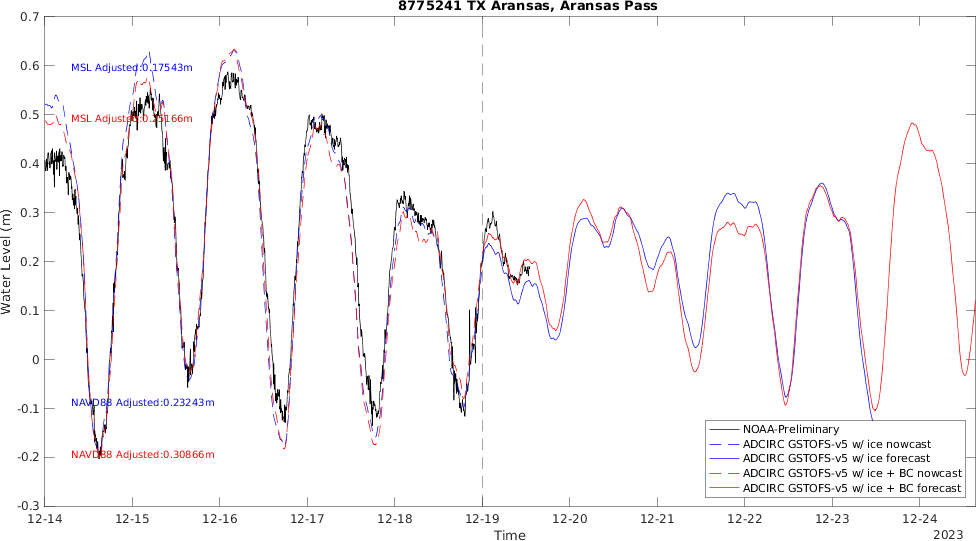 8775241 TX Aransas, Aransas Pass
0.7
0.6
0.5
0.4
0.3
0.2
0.1
0
-0.1
-0.2
-0.3
Water Level (m)
MSL Adjusted:0.17543m
MSL Adjusted:0.25166m
NAVD88 Adjusted:0.23243m
NAVD88 Adjusted:0.30866m
NOAA-Preliminary
ADCIRC GSTOFS-v5 w/ ice nowcast
ADCIRC GSTOFS-v5 w/ ice forecast
ADCIRC GSTOFS-v5 w/ ice + BC nowcast
ADCIRC GSTOFS-v5 w/ ice + BC forecast
12-14 12-15 12-16 12-17 12-18 12-19 12-20 12-21 12-22 12-23 12-24
Time
2023